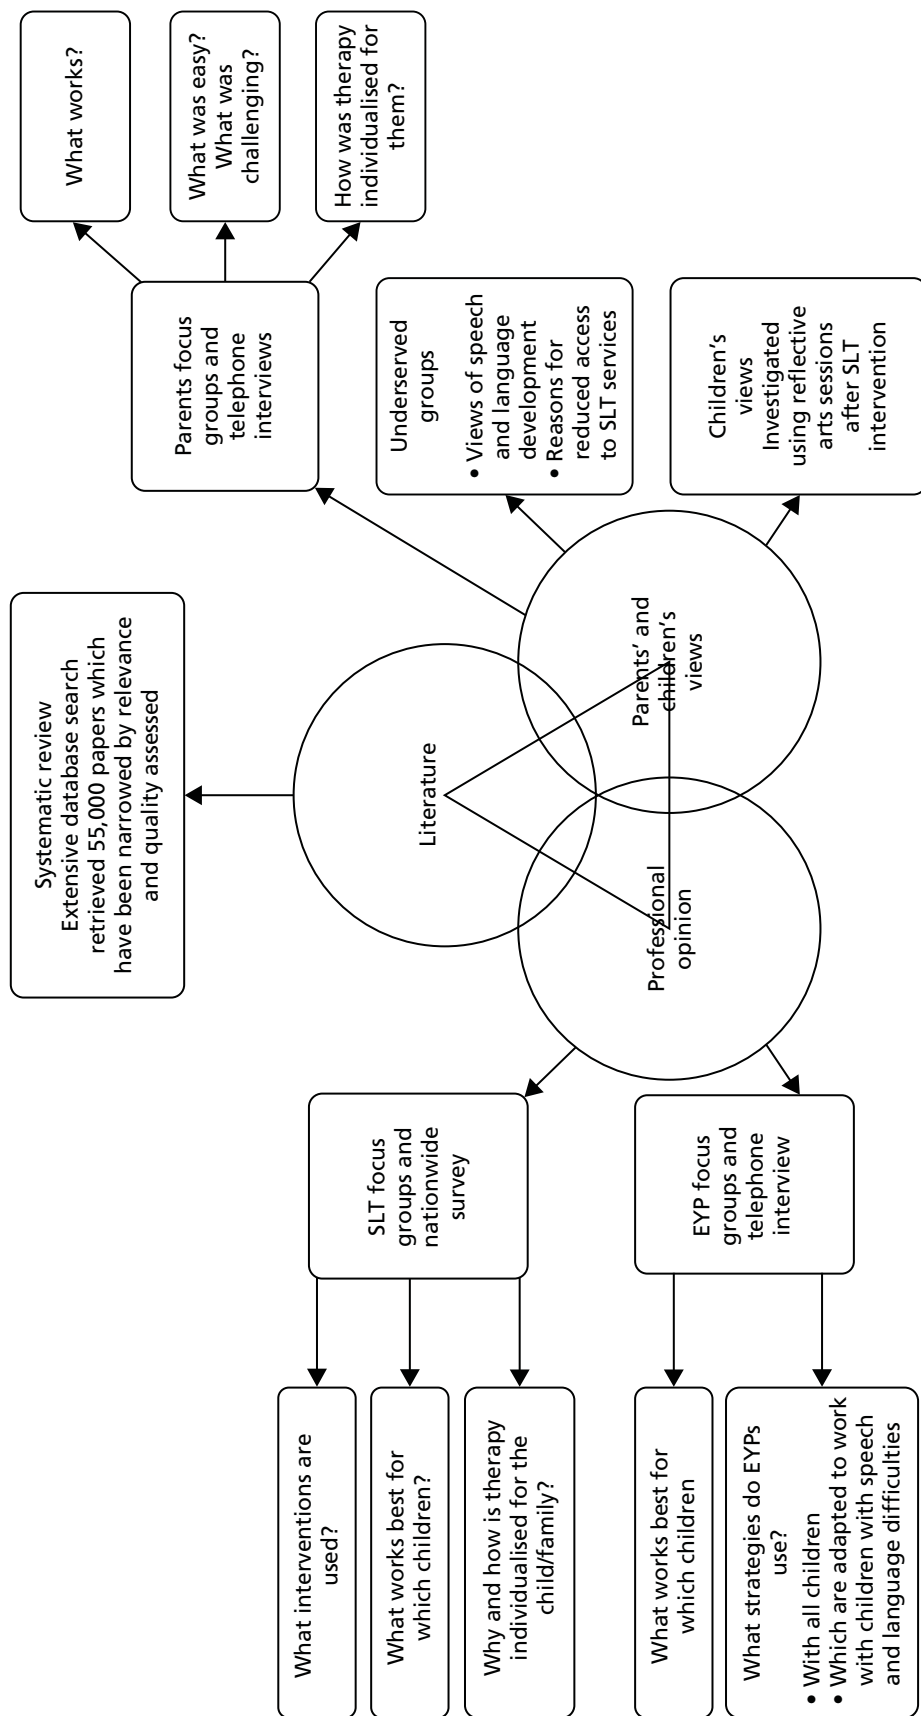 Systematic review
Extensive database search
retrieved 55,000 papers which
have been narrowed by relevance
and quality assessed
Literature
Professional
opinion
Parents’ and
children’s
views
SLT focus
groups and
nationwide
survey
What interventions are
used?
What works best for
which children?
Why and how is therapy
individualised for the
child/family?
EYP focus
groups and
telephone
interview
What works best for
which children
What strategies do EYPs
use?
• With all children
• Which are adapted to work
with children with speech
and language difficulties
Parents focus
groups and
telephone
interviews
What works?
What was easy?
What was
challenging?
How was therapy
individualised for
them?
Underserved
groups
• Views of speech
and language
development
• Reasons for
reduced access
to SLT services
Children’s
views
Investigated
using reflective
arts sessions
after SLT
intervention